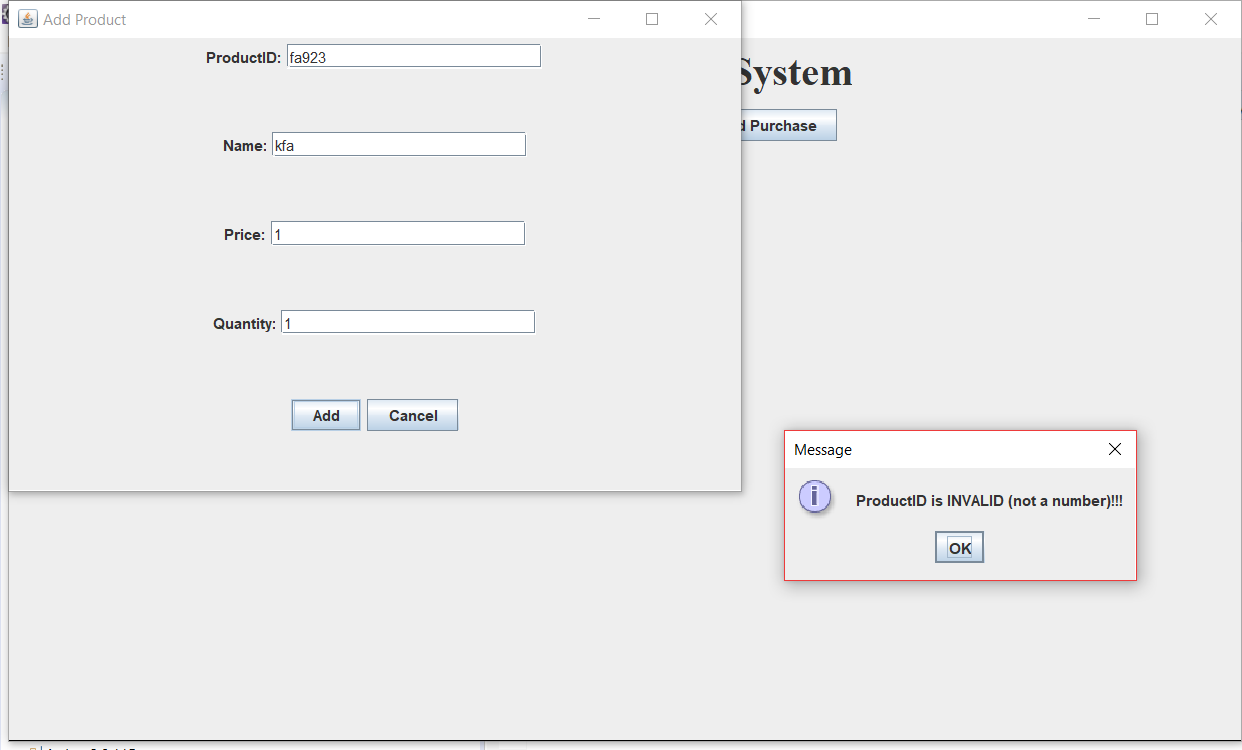 Add Product
ProductID: fa923
Name: kfa
Price: 1
Quantity: 1
Add Cancel
System
d Purchase
Message
ProductID is INVALID (not a number)!!!
OK